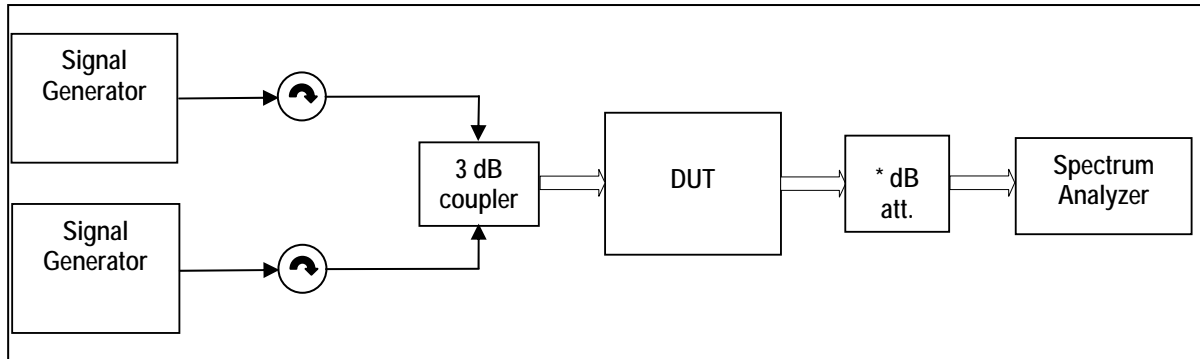 Signal
Generator
3 dB
coupler
DUT
* dB
att.
Spectrum
Analyzer
Signal
Generator